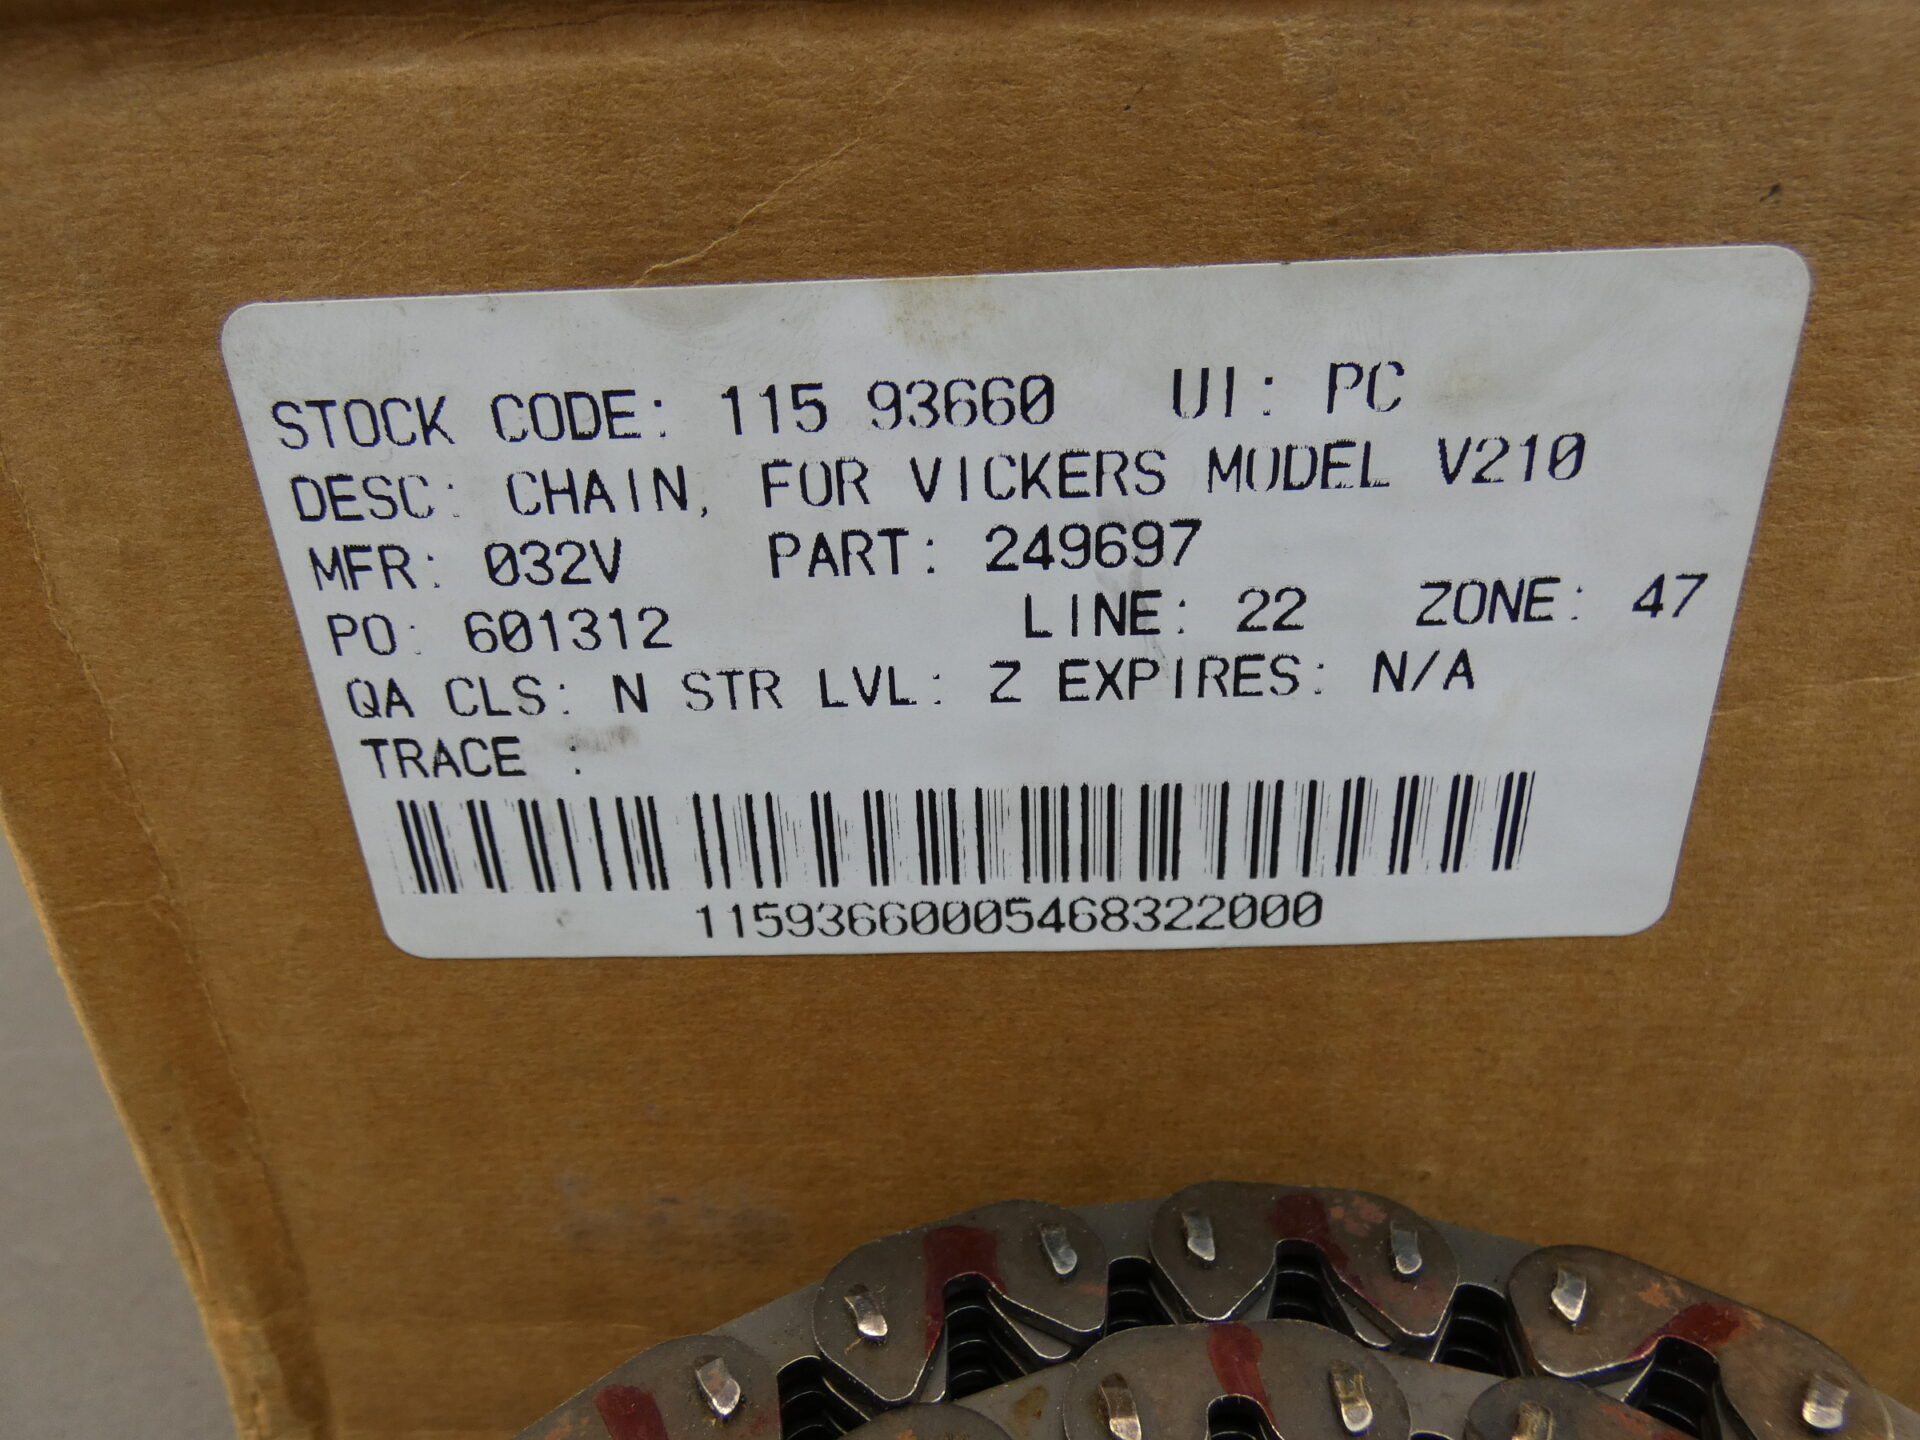 STOCK CODE: 115 93660 UI: PC
DESC: CHAIN, FOR VICKERS MODEL V210
MFR: 032V PART: 249697
PO: 601312 LINE: 22 ZONE: 47
QA CLS: N STR LVL: Z EXPIRES: N/A
TRACE :
115936600005468322000